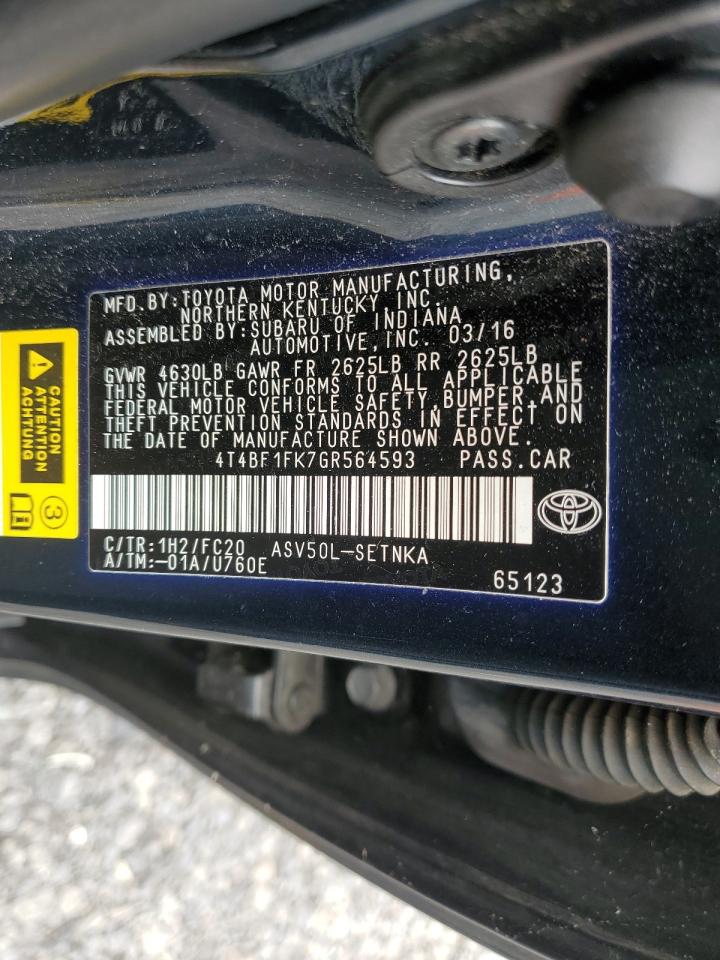 MFD.BY:TOYOTA MOTOR MANUFACTURING,
NORTHERN KENTUCKY INC.
ASSEMBLED BY:SUBARU OF INDIANA
AUTOMOTIVE,INC. 03/16
GVWR 4630LB GAWR FR 2625LB RR 2625LB
THIS VEHICLE CONFORMS TO ALL APPLICABLE
FEDERAL MOTOR VEHICLE SAFETY,BUMPER,AND
THEFT PREVENTION STANDARDS IN EFFECT ON
THE DATE OF MANUFACTURE SHOWN ABOVE.
4T4BF1FK7GR564593 PASS.CAR
C/TR:1H2/FC20 ASV50L-SETNKA
A/TM:-01A/U760E
65123
CAUTION
ATTENTION
ACHTUNG
3